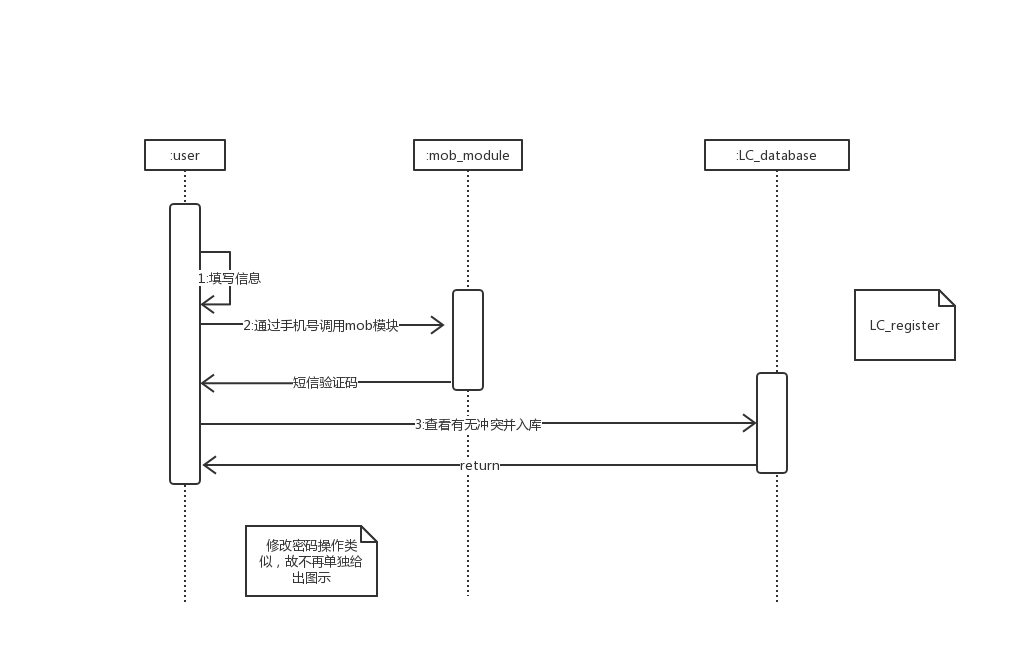 :user
:mob_module
:LC_database
1:填写信息
2:通过手机号调用mob模块
LC_register
短信验证码
3:查看有无冲突并入库
return
修改密码操作类
似，故不再单独给
出图示